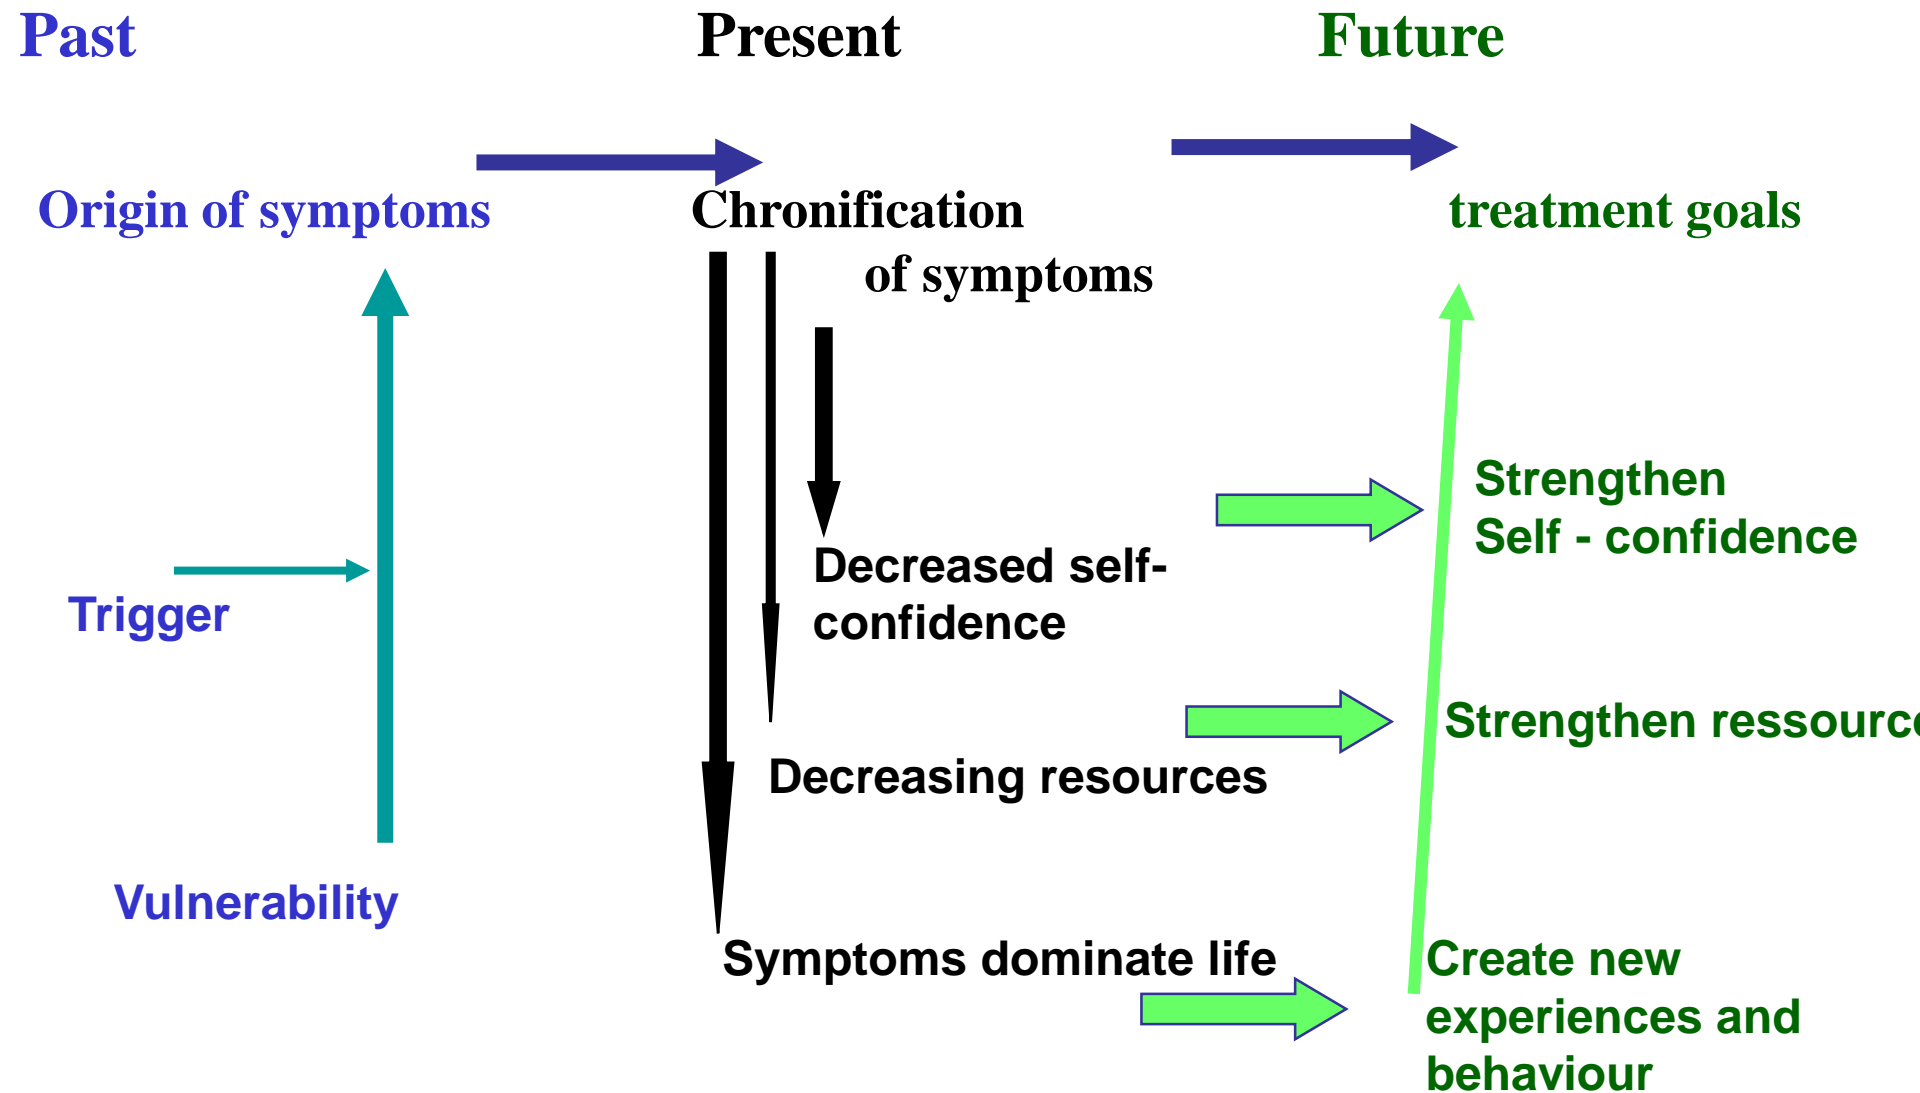 Past
Present
Future
Origin of symptoms
Chronification
of symptoms
treatment goals
Trigger
Vulnerability
Decreased self-
confidence
Decreasing resources
Symptoms dominate life
Strengthen
Self - confidence
Strengthen
Create new
experiences and
behaviour